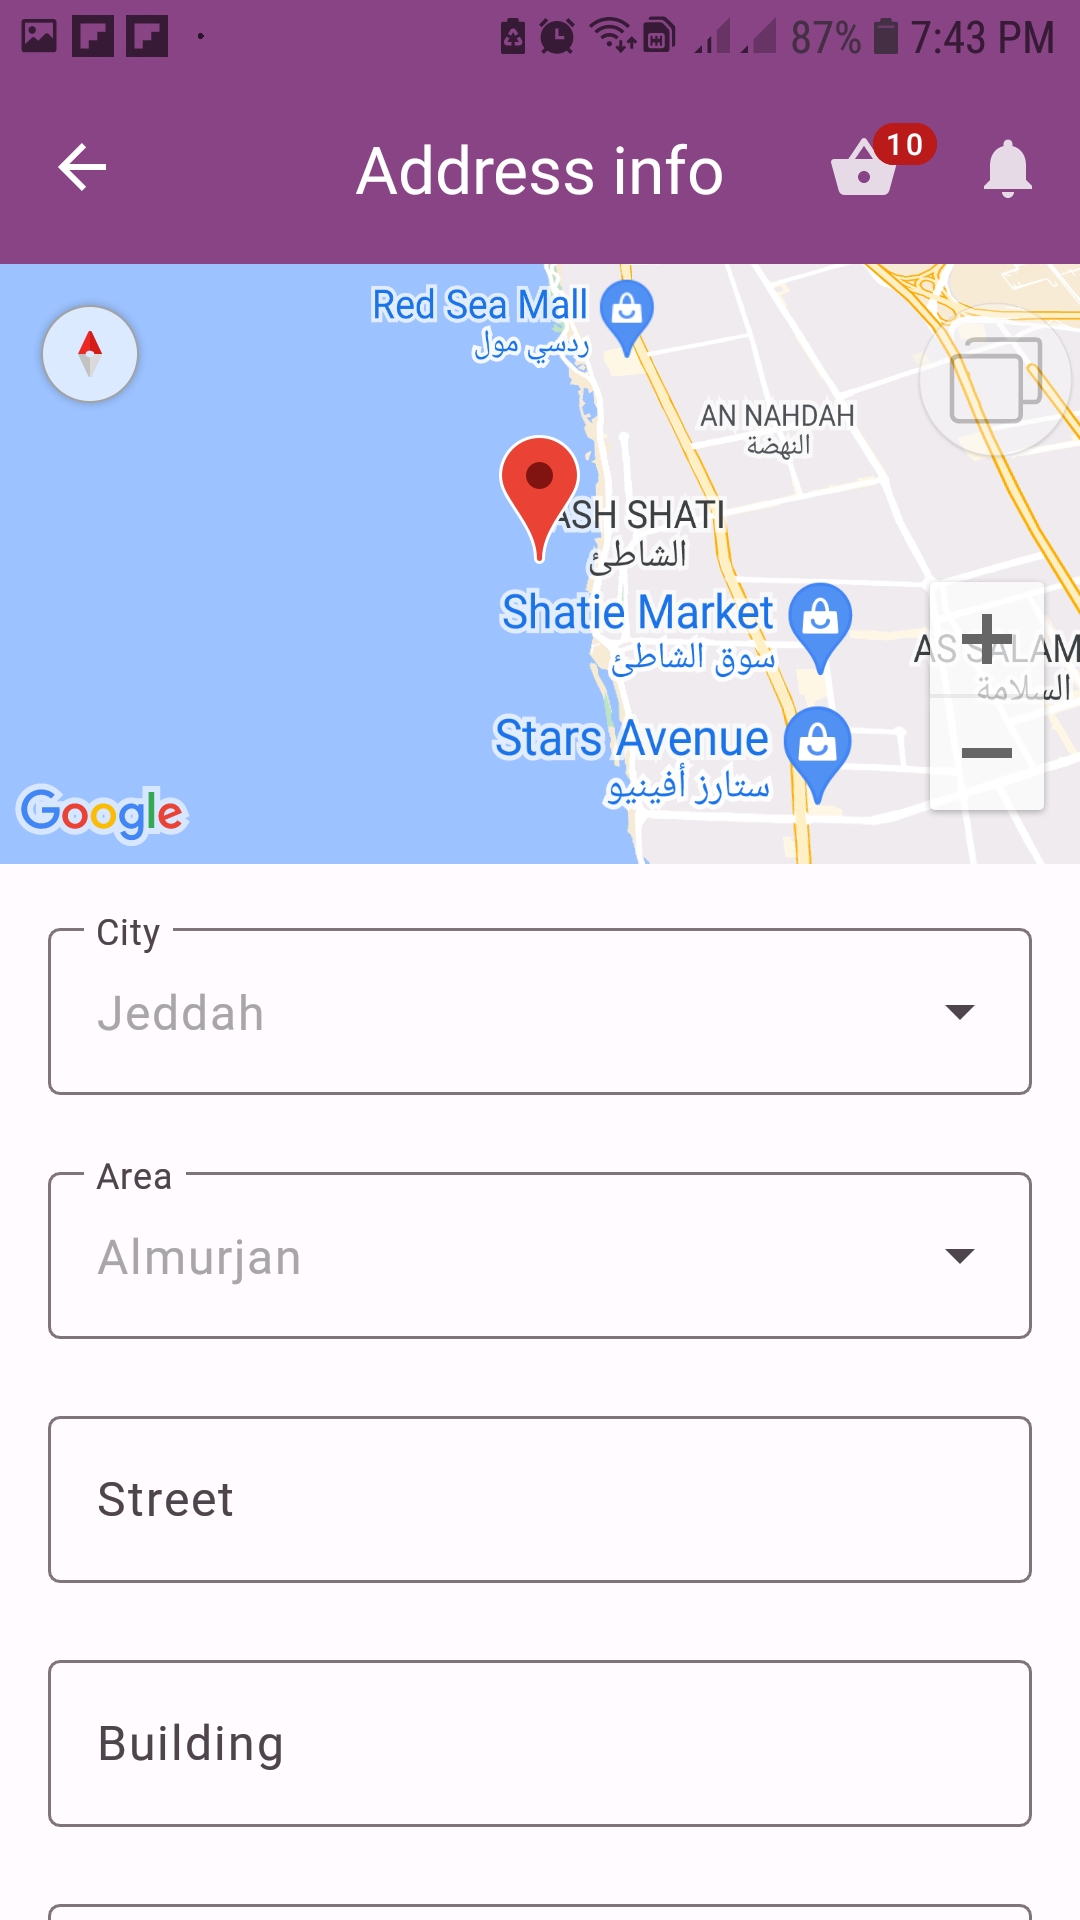 87% 7:43 PM
Address info
10
Red Sea Mall
ردسي مول
AN NAHDAH
النهضة
ASH SHATI
الشاطئ
Shatie Market
سوق الشاطئ
AS SALAM
السلامة
Stars Avenue
ستارز أفينيو
Google
City
Jeddah
Area
Almurjan
Street
Building